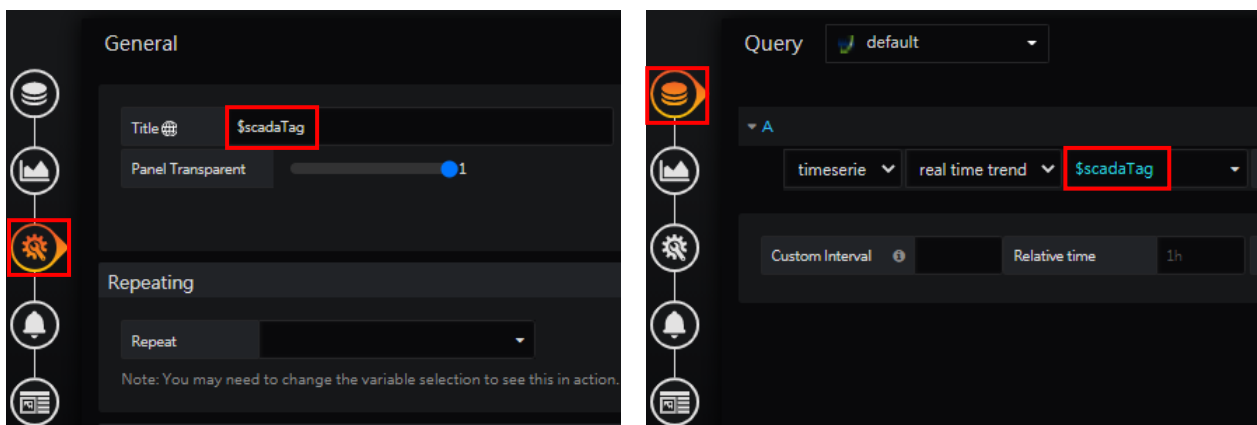 General
Title $scadaTag
Panel Transparent 1
Repeating
Repeat
Note: You may need to change the variable selection to see this in action.
Query default
A
timeserie real time trend $scadaTag
Custom Interval Relative time 1h